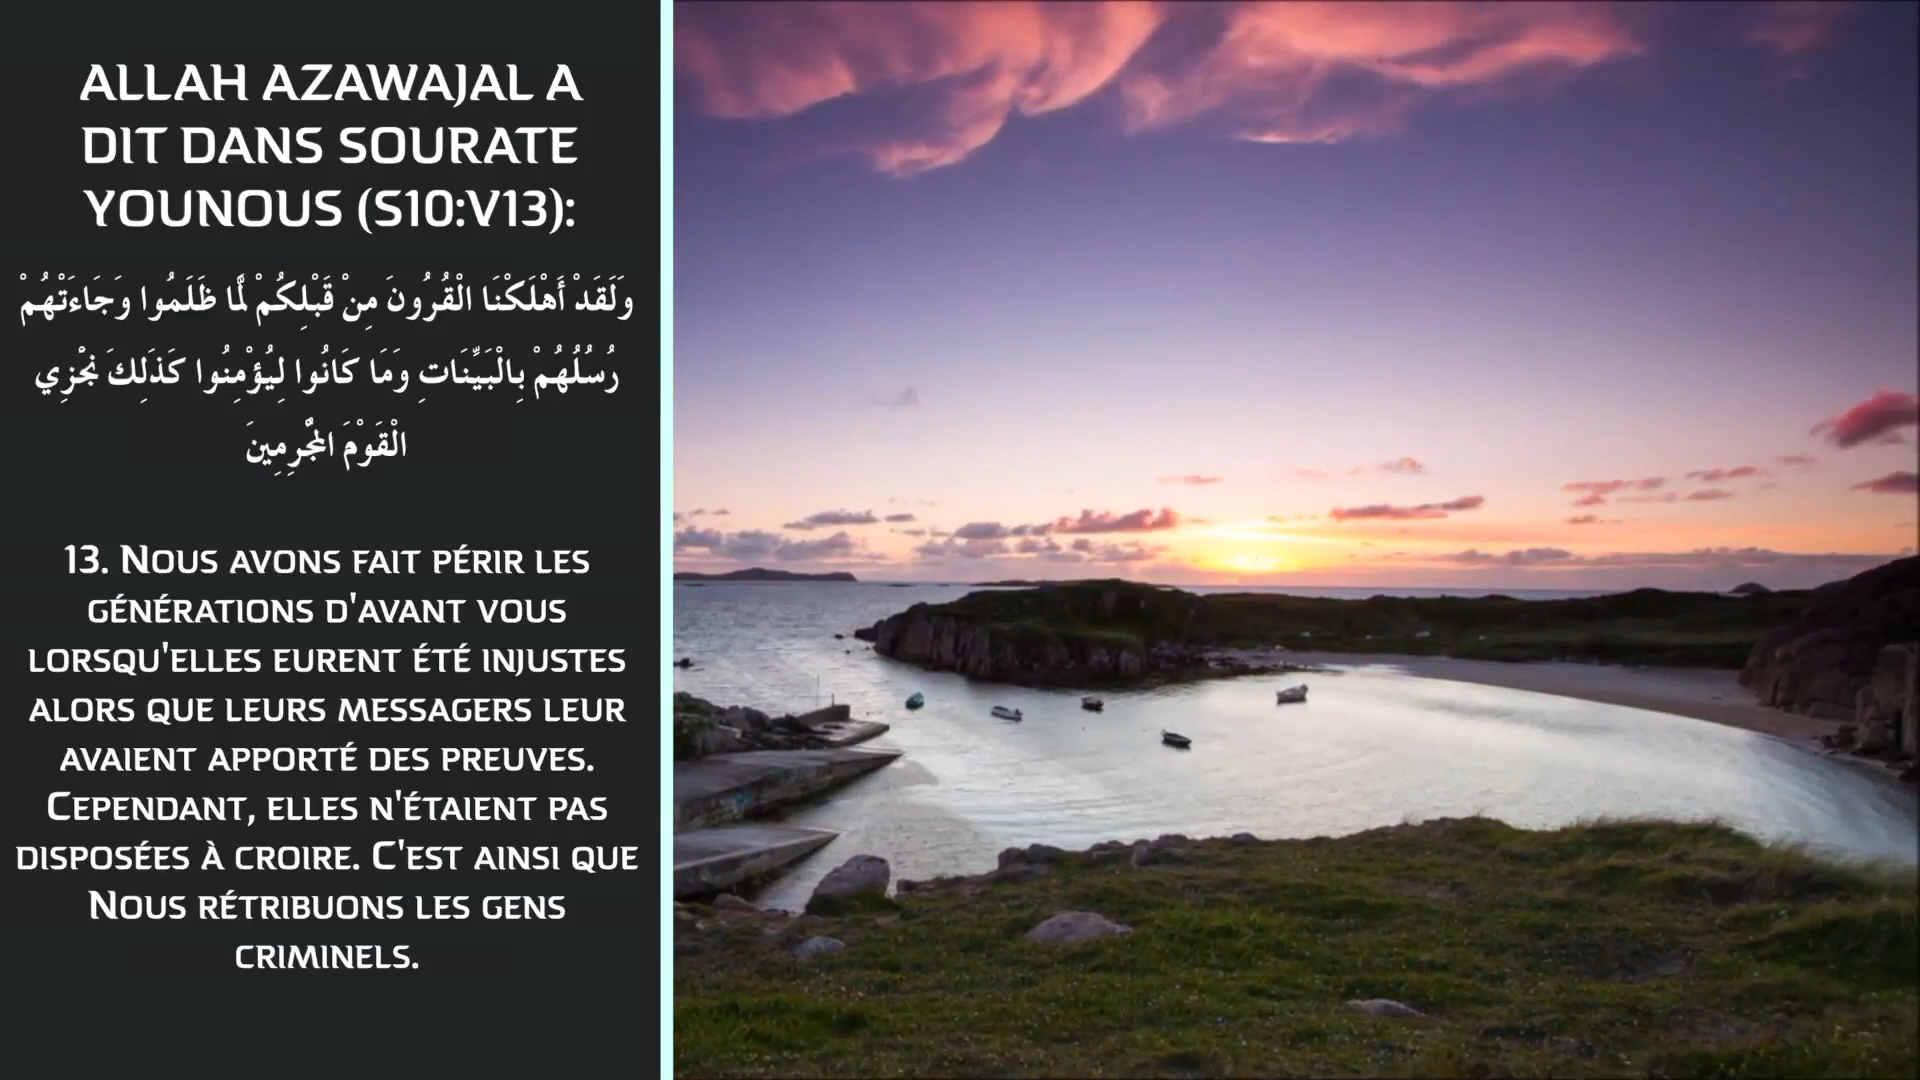 ALLAH AZAWAJAL A
DIT DANS SOURATE
YOUNOUS (S10:V13):
وَلَقَدْ أَهْلَكْنَا الْقُرُونَ مِنْ قَبْلِكُمْ لَمَّا ظَلَمُوا وَجَاءَتْهُمْ
رُسُلُهُمْ بِالْبَيِّنَاتِ وَمَا كَانُوا لِيُؤْمِنُوا كَذَلِكَ نَجْزِي
الْقَوْمَ الْمُجْرِمِينَ
13. Nous avons fait périr les
générations d'avant vous
lorsqu'elles eurent été injustes
alors que leurs messagers leur
avaient apporté des preuves.
Cependant, elles n'étaient pas
disposées à croire. C'est ainsi que
Nous rétribuons les gens
criminels.